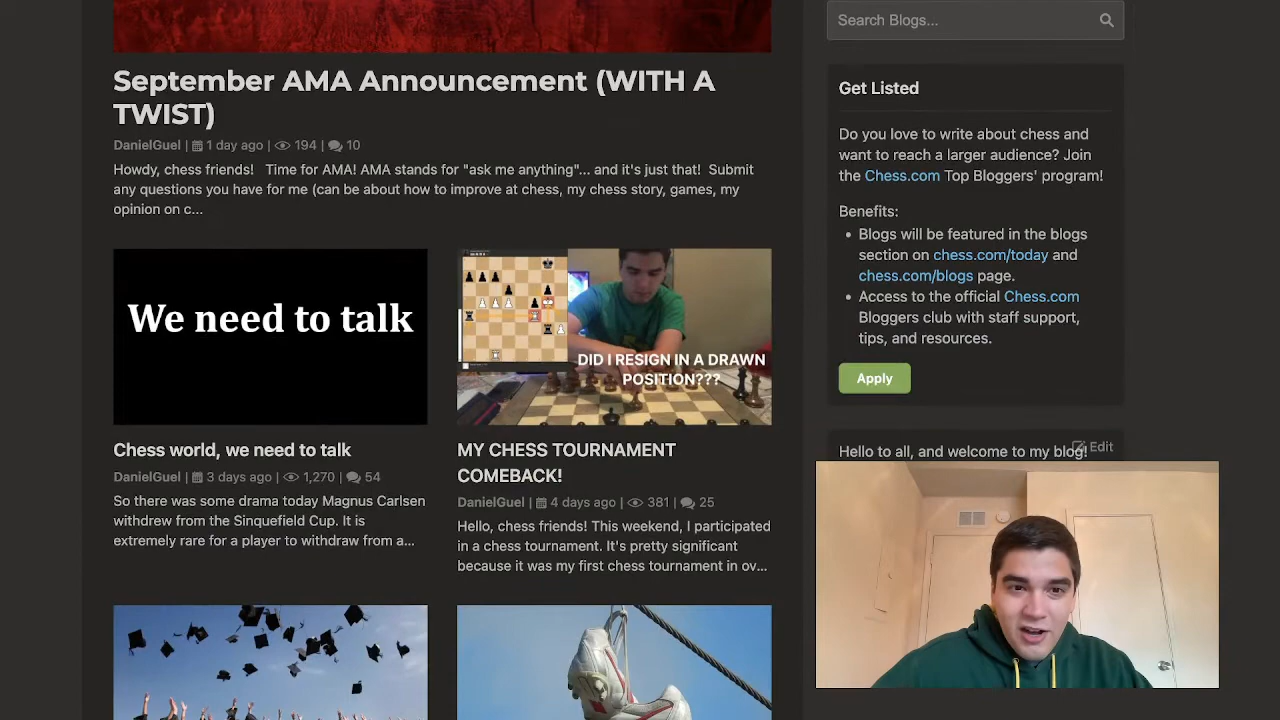 September AMA Announcement (WITH A
TWIST)
DanielGuel | 1 day ago | 194 | 10
Howdy, chess friends! Time for AMA! AMA stands for "ask me anything"... and it's just that! Submit
any questions you have for me (can be about how to improve at chess, my chess story, games, my
opinion on c...
We need to talk
Chess world, we need to talk
DanielGuel | 3 days ago | 1,270 | 54
So there was some drama today Magnus Carlsen
withdrew from the Sinquefield Cup. It is
extremely rare for a player to withdraw from a...
DID I RESIGN IN A DRAWN
POSITION???
MY CHESS TOURNAMENT
COMEBACK!
DanielGuel | 4 days ago | 381 | 25
Hello, chess friends! This weekend, I participated
in a chess tournament. It's pretty significant
because it was my first chess tournament in ov...
Search Blogs...
Get Listed
Do you love to write about chess and
want to reach a larger audience? Join
the Chess.com Top Bloggers' program!
Benefits:
• Blogs will be featured in the blogs
section on chess.com/today and
chess.com/blogs page.
• Access to the official Chess.com
Bloggers club with staff support,
tips, and resources.
Apply
Edit
Hello to all, and welcome to my blog!